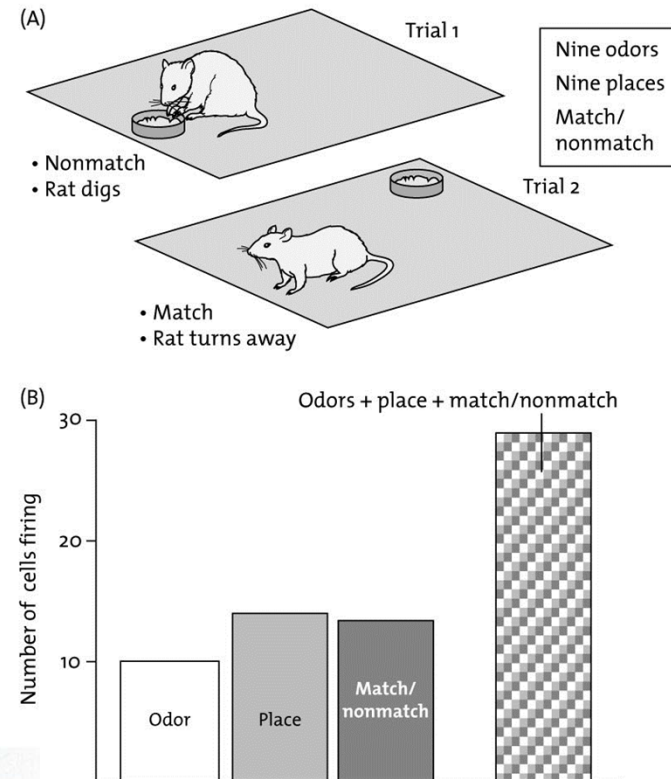 (A)
Trial 1
Nine odors
Nine places
Match/
nonmatch
• Nonmatch
• Rat digs
Trial 2
• Match
• Rat turns away
(B)
Odors + place + match/nonmatch
30
20
10
Number of cells firing
Odor
Place
Match/
nonmatch